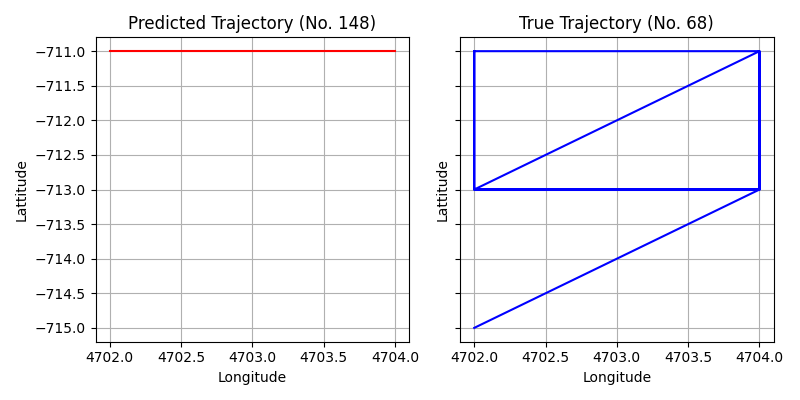 Predicted Trajectory (No. 148)
−711.0
−711.5
−712.0
−712.5
−713.0
−713.5
−714.0
−714.5
−715.0
Lattitude
4702.0 4702.5 4703.0 4703.5 4704.0
Longitude
True Trajectory (No. 68)
Lattitude
4702.0 4702.5 4703.0 4703.5 4704.0
Longitude